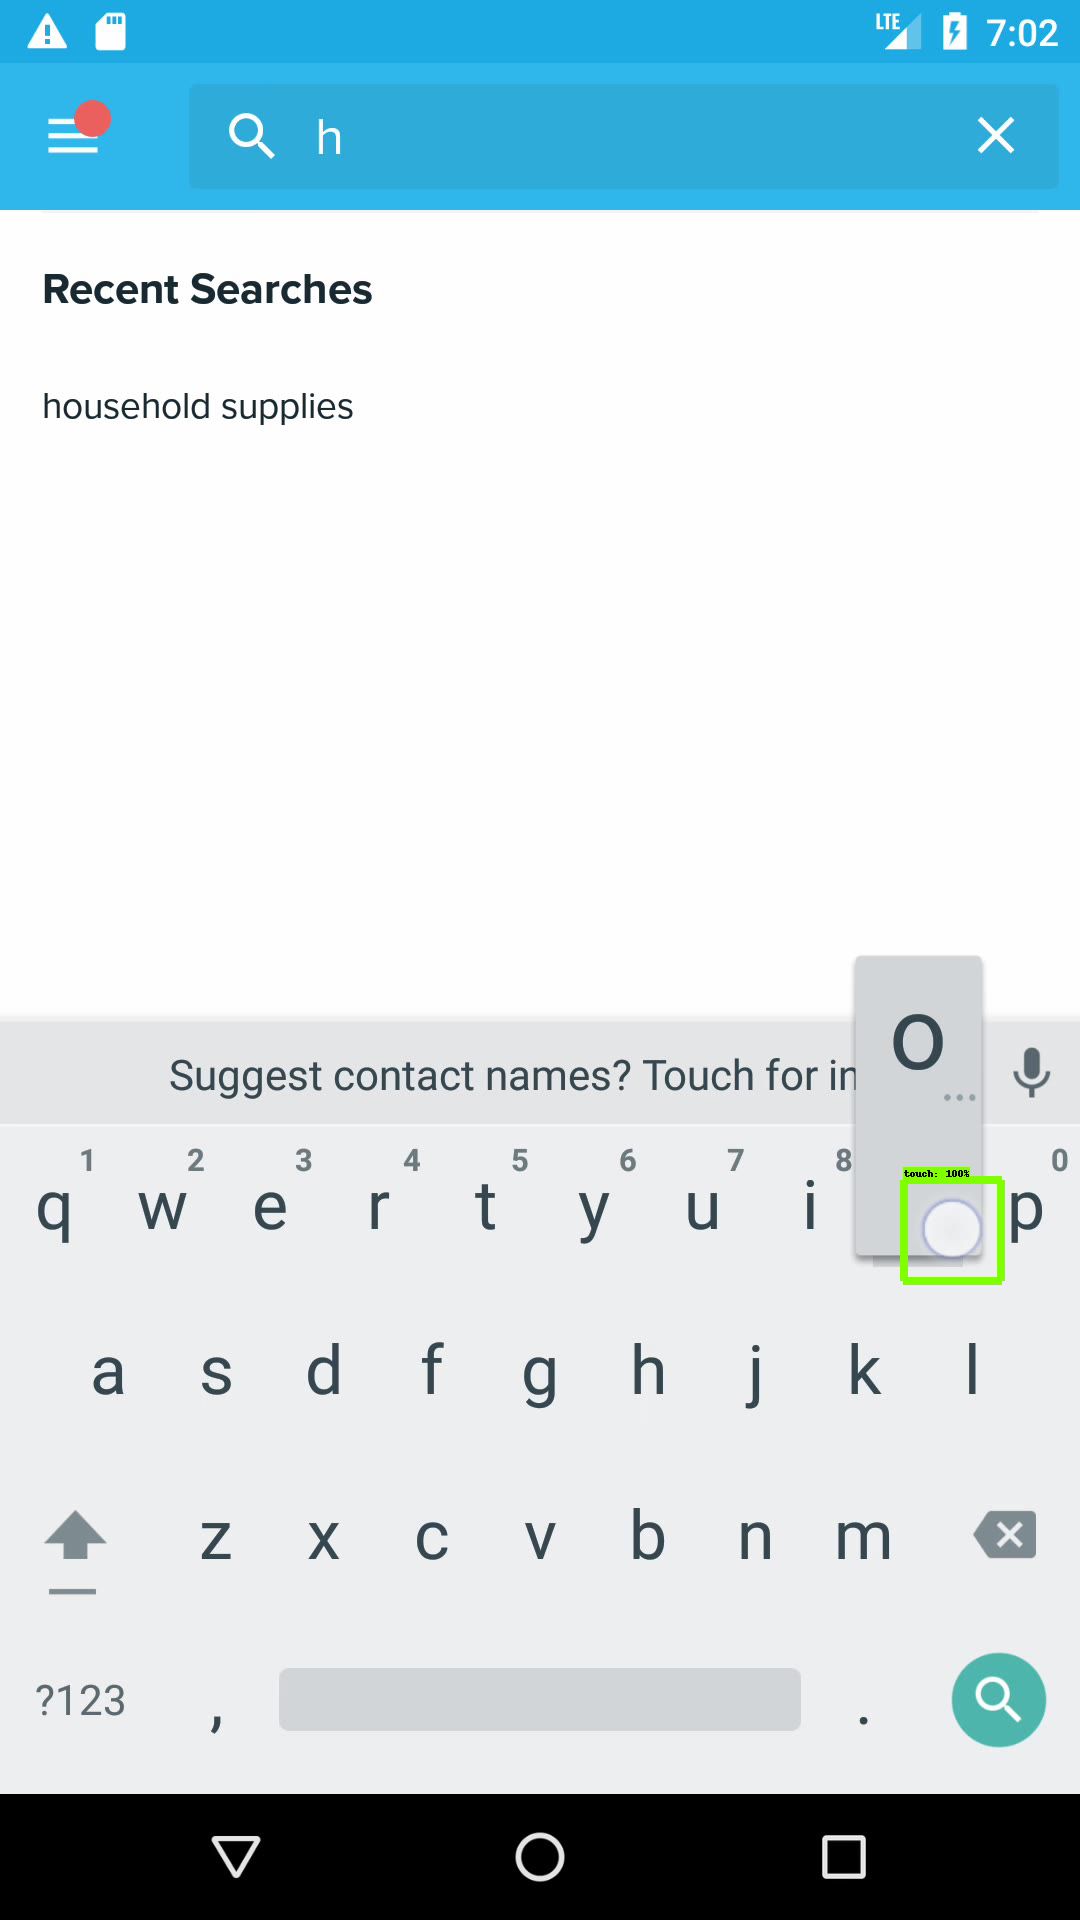 LTE 7:02
h
Recent Searches
household supplies
o
Suggest contact names? Touch for in
touch: 100%
1 2 3 4 5 6 7 8 0
q w e r t y u i p
a s d f g h j k l
z x c v b n m
?123 , .